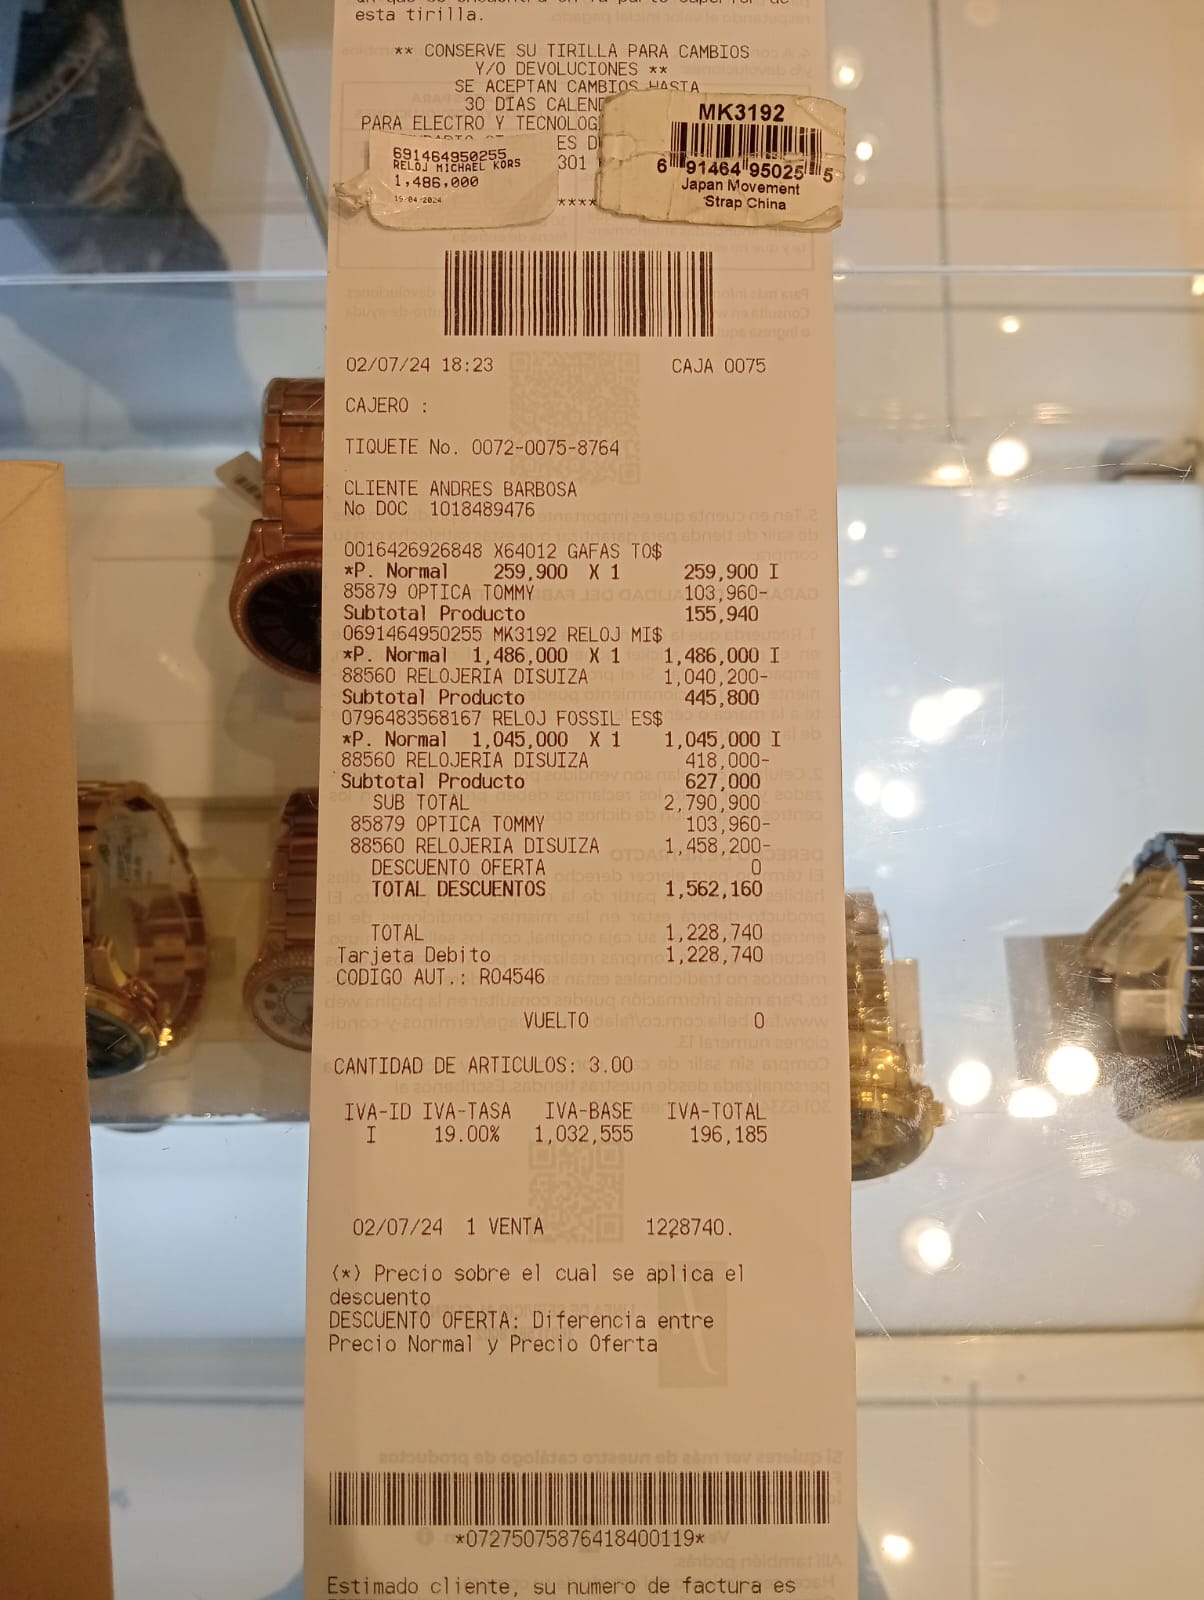 esta tirilla.
** CONSERVE SU TIRILLA PARA CAMBIOS
Y/O DEVOLUCIONES **
SE ACEPTAN CAMBIOS HASTA
30 DIAS CALEND
PARA ELECTRO Y TECNOLOG
ES D
301
****
691464950255
RELOJ MICHAEL KORS
1,486,000
19-04-2024
MK3192
6 91464 95025 5
Japan Movement
Strap China
02/07/24 18:23 CAJA 0075
CAJERO :
TIQUETE No. 0072-0075-8764
CLIENTE ANDRES BARBOSA
No DOC 1018489476
0016426926848 X64012 GAFAS TO$
*P. Normal 259,900 X 1 259,900 I
85879 OPTICA TOMMY 103,960-
Subtotal Producto 155,940
0691464950255 MK3192 RELOJ MI$
*P. Normal 1,486,000 X 1 1,486,000 I
88560 RELOJERIA DISUIZA 1,040,200-
Subtotal Producto 445,800
0796483568167 RELOJ FOSSIL ES$
*P. Normal 1,045,000 X 1 1,045,000 I
88560 RELOJERIA DISUIZA 418,000-
Subtotal Producto 627,000
SUB TOTAL 2,790,900
85879 OPTICA TOMMY 103,960-
88560 RELOJERIA DISUIZA 1,458,200-
DESCUENTO OFERTA 0
TOTAL DESCUENTOS 1,562,160
TOTAL 1,228,740
Tarjeta Debito 1,228,740
CODIGO AUT.: R04546
VUELTO 0
CANTIDAD DE ARTICULOS: 3.00
IVA-ID IVA-TASA IVA-BASE IVA-TOTAL
I 19.00% 1,032,555 196,185
02/07/24 1 VENTA 1228740.
(*) Precio sobre el cual se aplica el
descuento
DESCUENTO OFERTA: Diferencia entre
Precio Normal y Precio Oferta
*07275075876418400119*
Estimado cliente, su numero de factura es